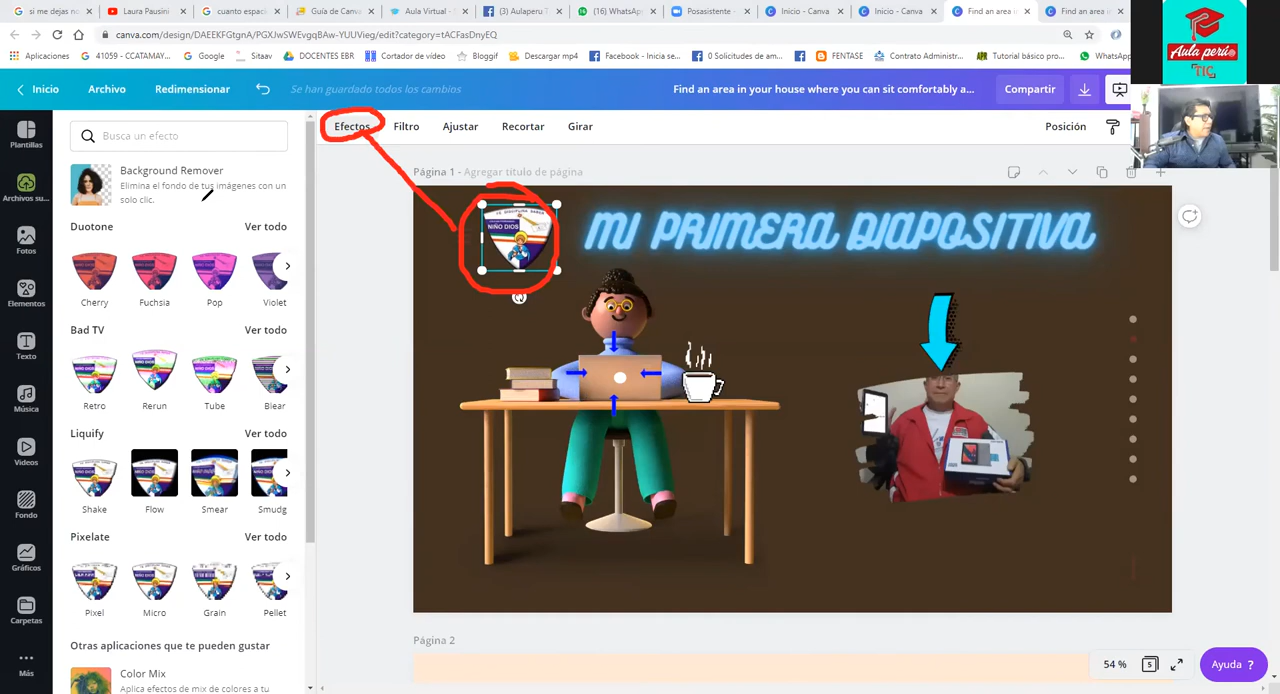 si me dejas no
Laura Pausini
cuanto espac
Guía de Canva
Aula Virtual -
(3) Aulaperu T
(16) WhatsAp
Posasistente
Inicio - Canva
Inicio - Canva
Find an area in
Find an area in
canva.com/design/DAEEKFGtgnA/PGXJwSWEvgqBAw-YUUVieg/edit?category=tACFasDnyEQ
Aplicaciones
41059 - CCATAMAY...
Google
Sitaav
DOCENTES EBR
Cortador de vídeo
Bloggif
Descargar mp4
Facebook - Inicia se...
0 Solicitudes de am...
FENTASE
Contrato Administr...
Tutorial básico pro...
WhatsApp
Aula perú
TIC
Inicio
Archivo
Redimensionar
Se han guardado todos los cambios
Find an area in your house where you can sit comfortably a...
Compartir
Efectos
Filtro
Ajustar
Recortar
Girar
Posición
Plantillas
Archivos su...
Fotos
Elementos
Texto
Música
Videos
Fondo
Gráficos
Carpetas
Más
Busca un efecto
Background Remover
Elimina el fondo de tus imágenes con un
solo clic.
Duotone
Ver todo
Cherry
Fuchsia
Pop
Violet
Bad TV
Ver todo
Retro
Rerun
Tube
Blear
Liquify
Ver todo
Shake
Flow
Smear
Smudg
Pixelate
Ver todo
Pixel
Micro
Grain
Pellet
Otras aplicaciones que te pueden gustar
Color Mix
Aplica efectos de mix de colores a tu
Página 1 - Agregar título de página
NIÑO DIOS
MI PRIMERA DIAPOSITIVA
Página 2
54 %
5
Ayuda ?